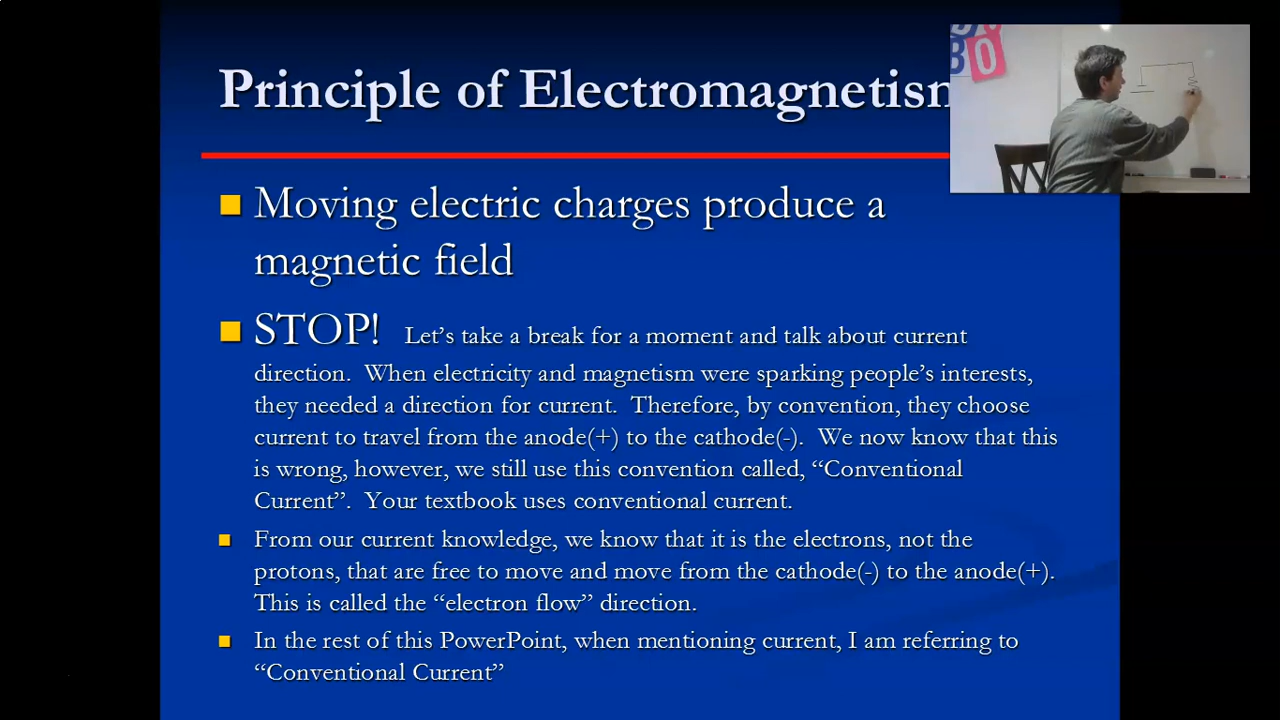 Principle of Electromagnetism
Moving electric charges produce a
magnetic field
STOP! Let's take a break for a moment and talk about current
direction. When electricity and magnetism were sparking people's interests,
they needed a direction for current. Therefore, by convention, they choose
current to travel from the anode(+) to the cathode(-). We now know that this
is wrong, however, we still use this convention called, “Conventional
Current”. Your textbook uses conventional current.
From our current knowledge, we know that it is the electrons, not the
protons, that are free to move and move from the cathode(-) to the anode(+).
This is called the “electron flow” direction.
In the rest of this PowerPoint, when mentioning current, I am referring to
“Conventional Current”